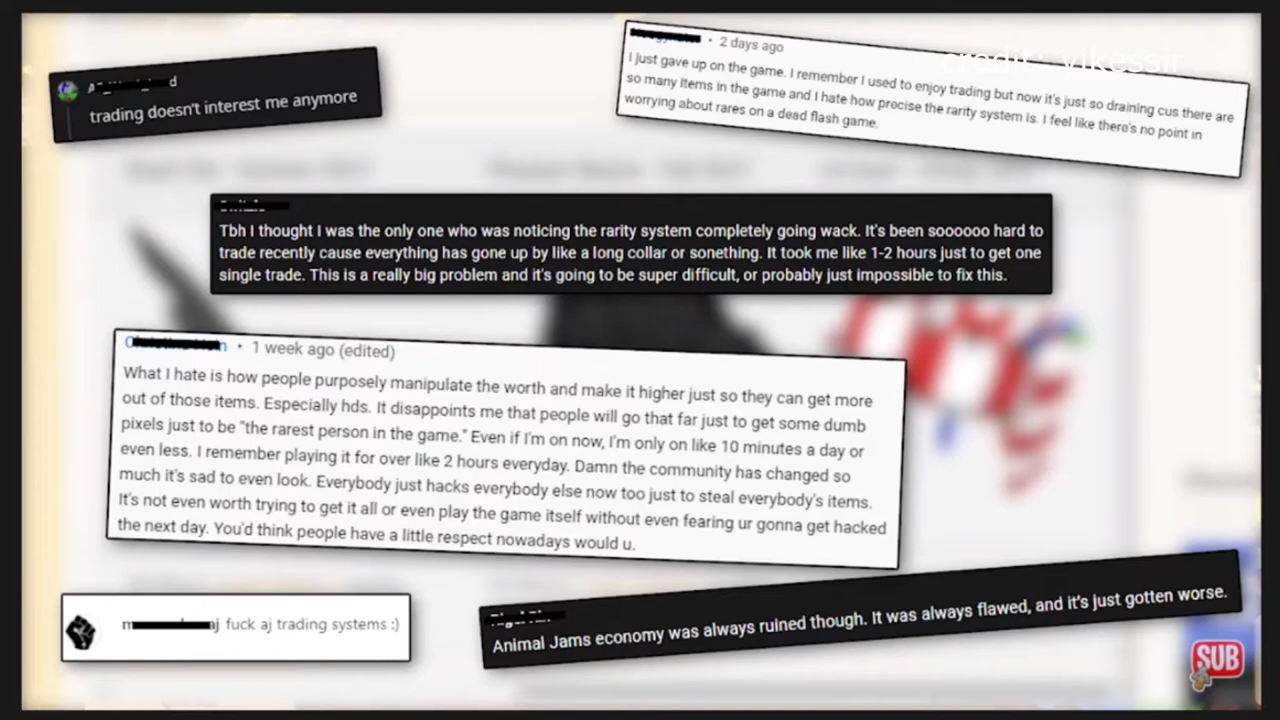 credit: vikessir
• 2 days ago
I just gave up on the game. I remember I used to enjoy trading but now it's just so draining cus there are
so many items in the game and I hate how precise the rarity system is. I feel like there's no point in
worrying about rares on a dead flash game.
d
trading doesn't interest me anymore
Tbh I thought I was the only one who was noticing the rarity system completely going wack. It's been soooooo hard to
trade recently cause everything has gone up by like a long collar or sonething. It took me like 1-2 hours just to get one
single trade. This is a really big problem and it's going to be super difficult, or probably just impossible to fix this.
• 1 week ago (edited)
What I hate is how people purposely manipulate the worth and make it higher just so they can get more
out of those items. Especially hds. It disappoints me that people will go that far just to get some dumb
pixels just to be "the rarest person in the game." Even if I'm on now, I'm only on like 10 minutes a day or
even less. I remember playing it for over like 2 hours everyday. Damn the community has changed so
much it's sad to even look. Everybody just hacks everybody else now too just to steal everybody's items.
It's not even worth trying to get it all or even play the game itself without even fearing ur gonna get hacked
the next day. You'd think people have a little respect nowadays would u.
aj fuck aj trading systems :)
Animal Jams economy was always ruined though. It was always flawed, and it's just gotten worse.
SUB